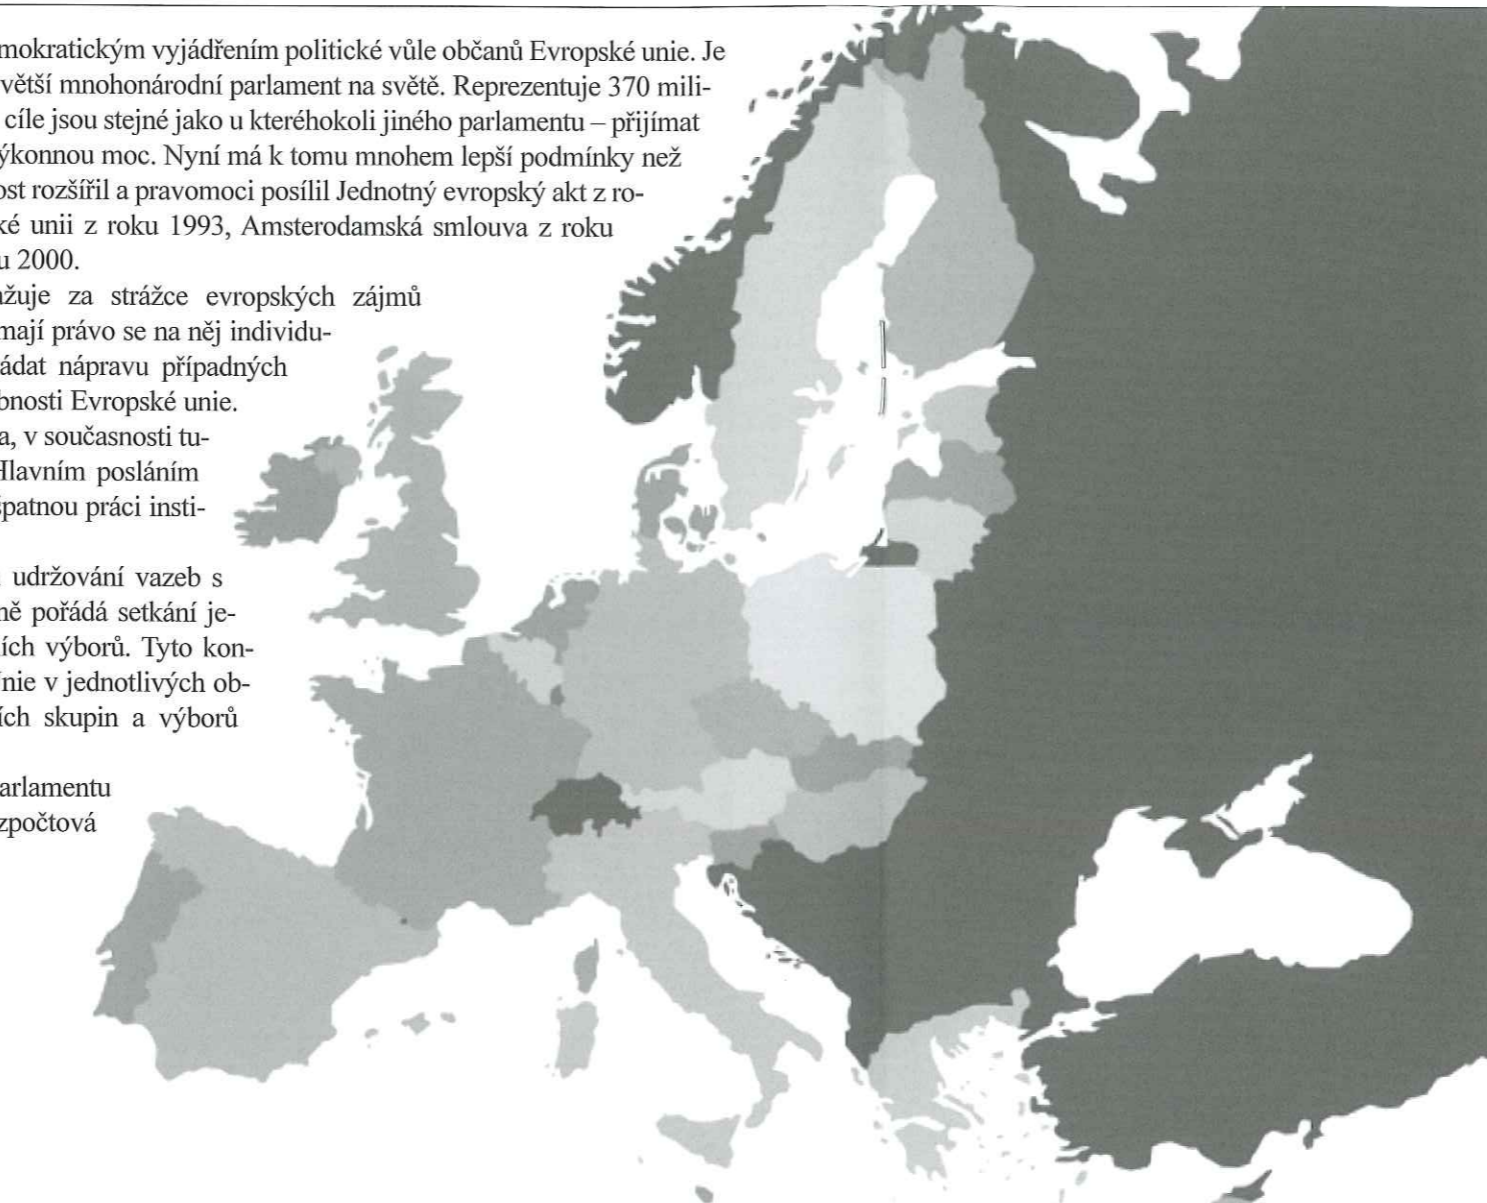 mokratickým vyjádřením politické vůle občanů Evropské unie. Je
větší mnohonárodní parlament na světě. Reprezentuje 370 mili-
cíle jsou stejné jako u kteréhokoli jiného parlamentu – přijímat
ýkonnou moc. Nyní má k tomu mnohem lepší podmínky než
ost rozšířil a pravomoci posílil Jednotný evropský akt z ro-
ké unii z roku 1993, Amsterodamská smlouva z roku
u 2000.
ažuje za strážce evropských zájmů
mají právo se na něj individu-
ádat nápravu případných
obnosti Evropské unie.
a, v současnosti tu-
Hlavním posláním
špatnou práci insti-
udržování vazeb s
ně pořádá setkání je-
ích výborů. Tyto kon-
nie v jednotlivých ob-
ích skupin a výborů
arlamentu
zpočtová